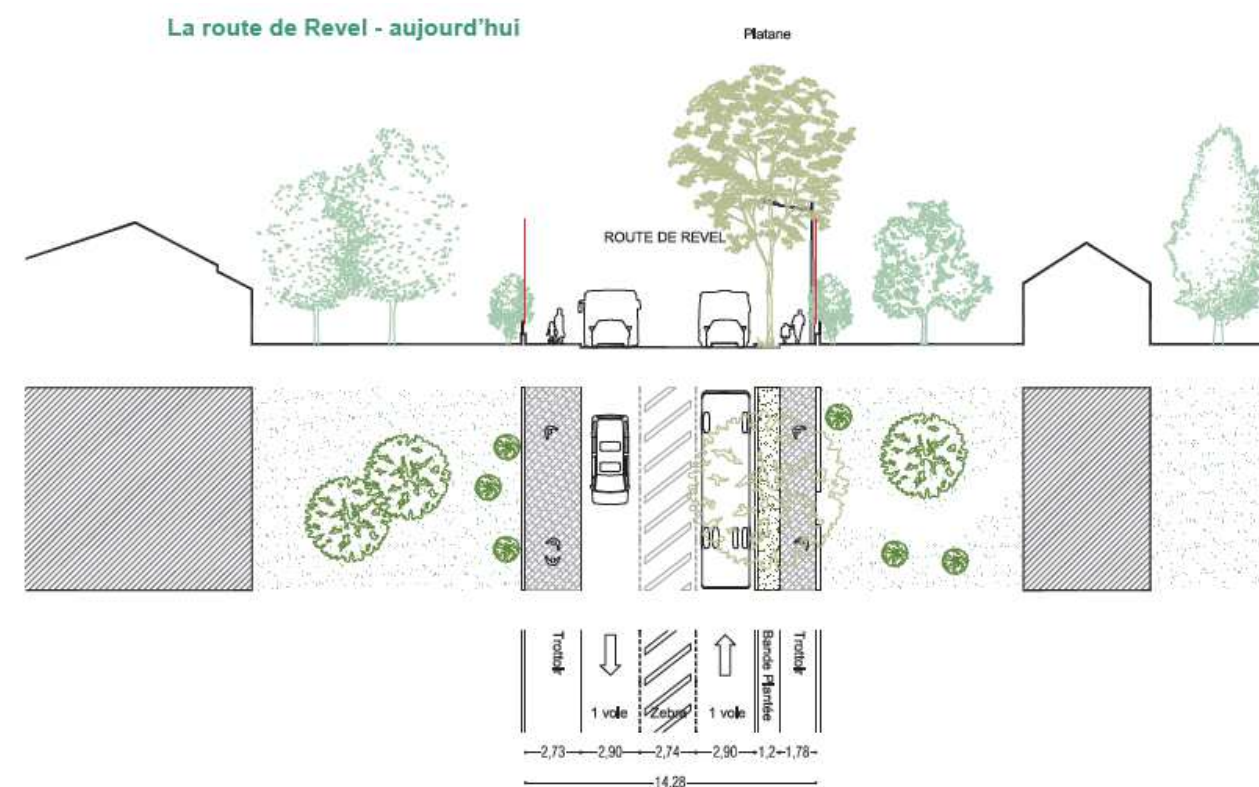 La route de Revel - aujourd'hui
Platane
ROUTE DE REVEL
Trottoir
1 voie
Zebra
1 voie
Bande Plantée
Trottoir
2,73 2,90 2,74 2,90 1,2 1,78
14,28